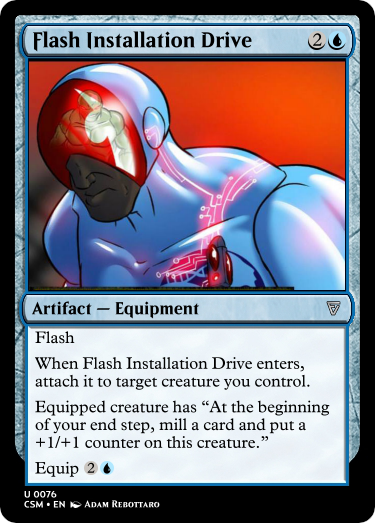 Flash Installation Drive 2
Artifact — Equipment
Flash
When Flash Installation Drive enters,
attach it to target creature you control.
Equipped creature has “At the beginning
of your end step, mill a card and put a
+1/+1 counter on this creature.”
Equip 2
U 0076
CSM • EN Adam Rebottaro